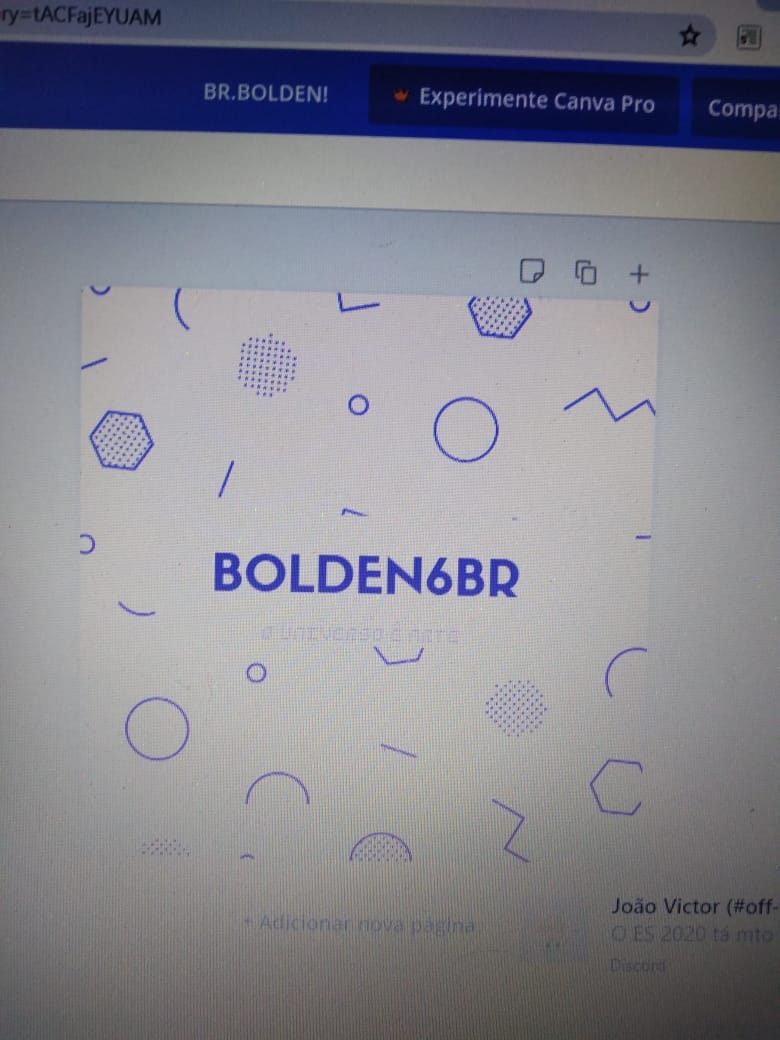 ry=tACFajEYUAM
BR.BOLDEN!
Experimente Canva Pro
Compa
BOLDEN6BR
O UNIVERSO É ARTE
+ Adicionar nova página
João Victor (#off-
O ES 2020 tá mto
Discord